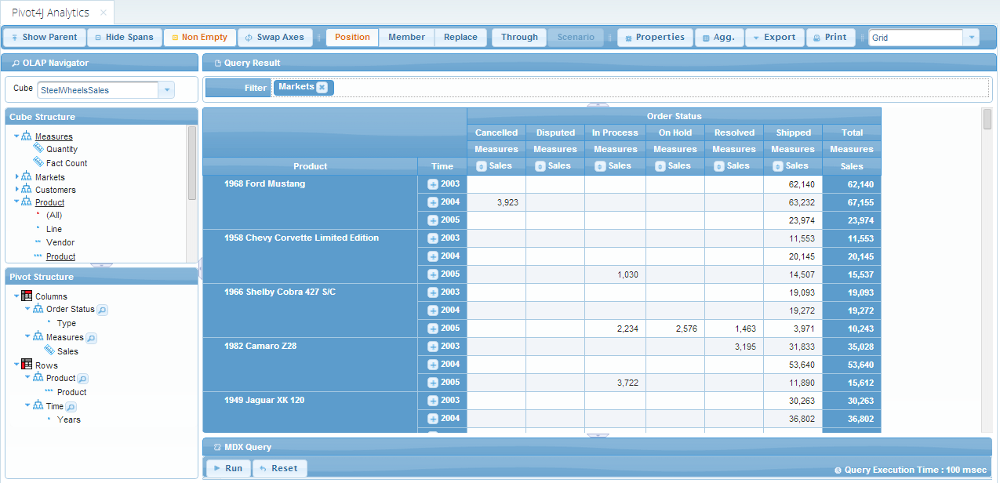 Pivot4J Analytics ×
Show Parent Hide Spans Non Empty Swap Axes Position Member Replace Through Scenario Properties Agg. Export Print Grid
OLAP Navigator
Cube SteelWheelsSales
Cube Structure
Measures
Quantity
Fact Count
Markets
Customers
Product
(All)
Line
Vendor
Product
Pivot Structure
Columns
Order Status
Type
Measures
Sales
Rows
Product
Product
Time
Years
Query Result
Filter Markets
Order Status
Cancelled Disputed In Process On Hold Resolved Shipped Total
Measures Measures Measures Measures Measures Measures Measures
Product Time Sales Sales Sales Sales Sales Sales Sales
1968 Ford Mustang 2003 62,140 62,140
2004 3,923 63,232 67,155
2005 23,974 23,974
1958 Chevy Corvette Limited Edition 2003 11,553 11,553
2004 20,145 20,145
2005 1,030 14,507 15,537
1966 Shelby Cobra 427 S/C 2003 19,093 19,093
2004 19,272 19,272
2005 2,234 2,576 1,463 3,971 10,243
1982 Camaro Z28 2003 3,195 31,833 35,028
2004 53,640 53,640
2005 3,722 11,890 15,612
1949 Jaguar XK 120 2003 30,263 30,263
2004 36,802 36,802
MDX Query
Run Reset Query Execution Time : 100 msec